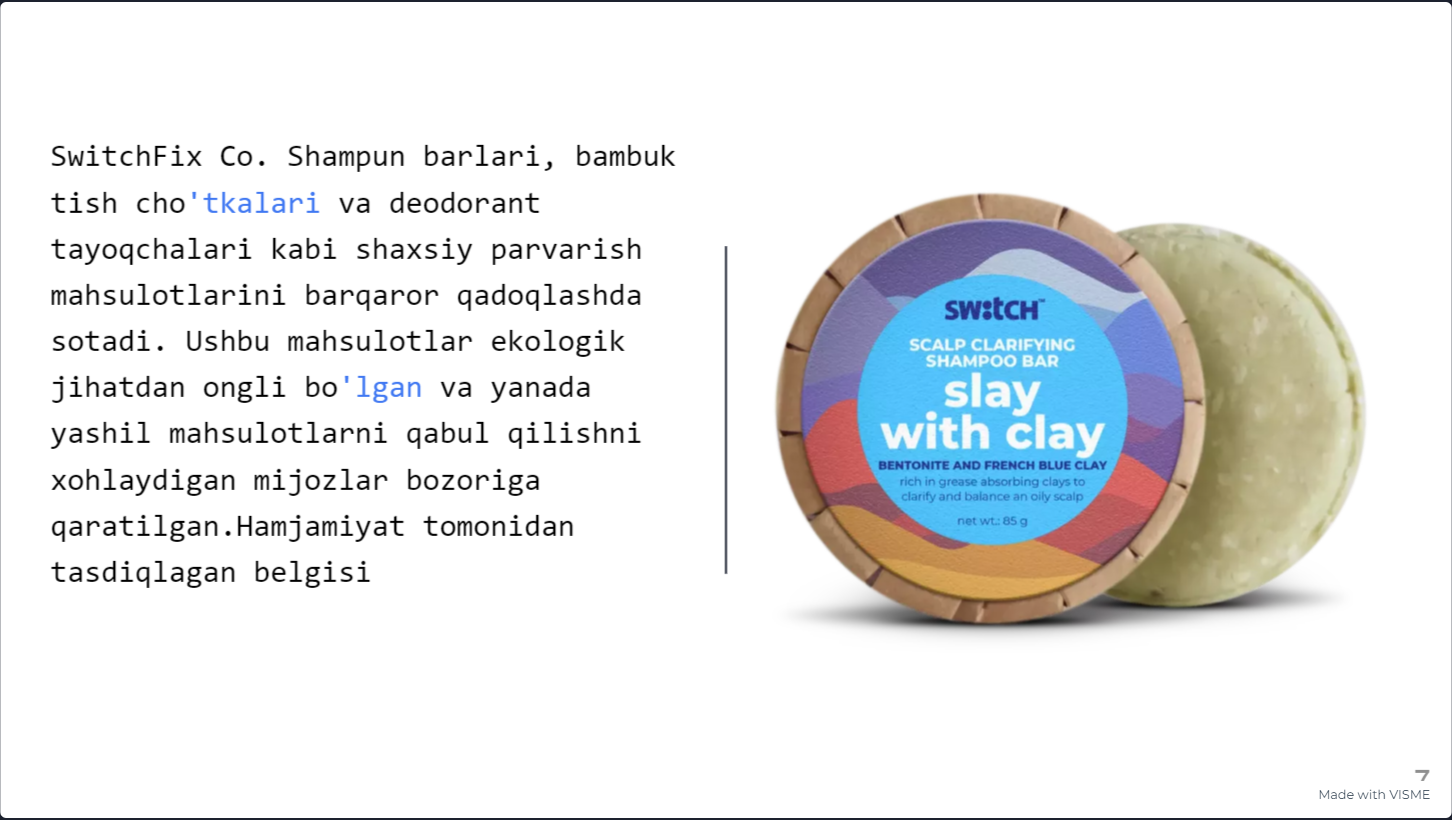 SwitchFix Co. Shampun barlari, bambuk
tish cho'tkalari va deodorant
tayoqchalari kabi shaxsiy parvarish
mahsulotlarini barqaror qadoqlashda
sotadi. Ushbu mahsulotlar ekologik
jihatdan ongli bo'lgan va yanada
yashil mahsulotlarni qabul qilishni
xohlaydigan mijozlar bozoriga
qaratilgan.Hamjamiyat tomonidan
tasdiqlagan belgisi
SWiTCH™
SCALP CLARIFYING
SHAMPOO BAR
slay
with clay
BENTONITE AND FRENCH BLUE CLAY
rich in grease absorbing clays to
clarify and balance an oily scalp
net wt.: 85 g
7
Made with VISME